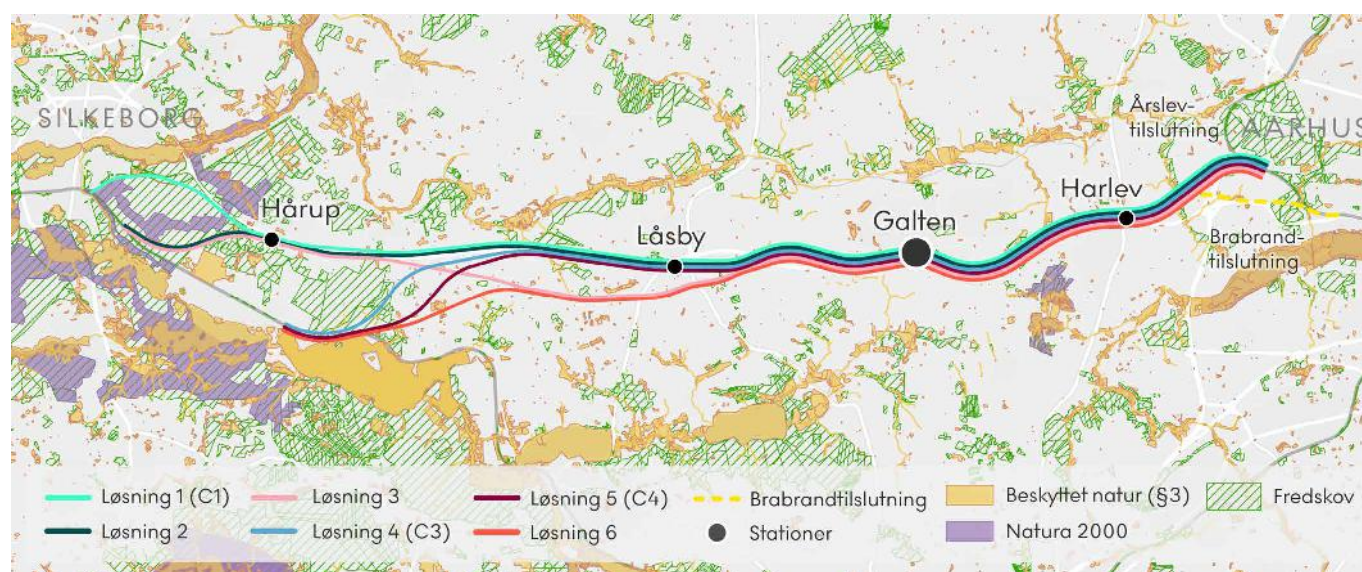 SILKEBORG
Årslev-
tilslutning
AARHUS
Harlev
Hårup
Galten
Låsby
Brabrand-
tilslutning
Løsning 1 (C1)
Løsning 3
Løsning 5 (C4)
Brabrandtilslutning
Beskyttet natur (§3)
Fredskov
Løsning 2
Løsning 4 (C3)
Løsning 6
Stationer
Natura 2000